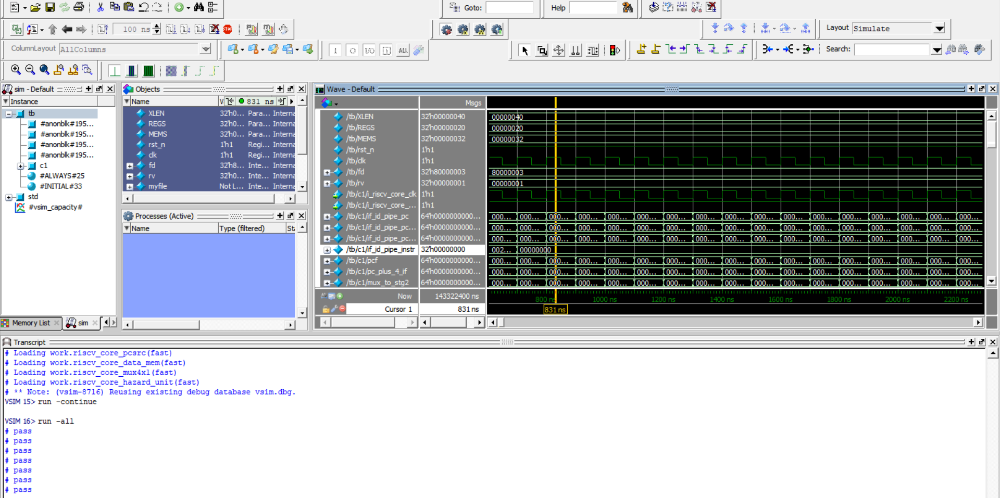 Goto:
Help
100 ns
STOP
Layout Simulate
ColumnLayout AllColumns
I/O
ALL
Search:
sim - Default
Instance
tb
#anonblk#195...
#anonblk#195...
#anonblk#195...
#anonblk#195...
c1
#ALWAYS#25
#INITIAL#33
std
#vsim_capacity#
Memory List
sim
Objects
Name V 831 ns
XLEN 32'h0... Para... Interna
REGS 32'h0... Para... Interna
MEMS 32'h0... Para... Interna
rst_n 1'h1 Regi... Interna
clk 1'h1 Regi... Interna
fd 32'h8... Inte... Interna
rv 32'h0... Inte... Interna
myfile Not L... Inte... Interna
Processes (Active)
Name Type (filtered) Sta
Wave - Default
Msgs
/tb/XLEN 32'h00000040 00000040
/tb/REGS 32'h00000020 00000020
/tb/MEMS 32'h00000032 00000032
/tb/rst_n 1'h1
/tb/clk 1'h1
/tb/fd 32'h80000003 80000003
/tb/rv 32'h00000001 00000001
/tb/c1/i_riscv_core_clk 1'h1
/tb/c1/i_riscv_core_... 1'h1
/tb/c1/if_id_pipe_pc 64'h0000000000... 000... 000... 000... 000... 000... 000... 000... 000... 000... 000... 000... 000... 000... 000... 000... 000... 000...
/tb/c1/if_id_pipe_pc... 64'h0000000000... 000... 000... 000... 000... 000... 000... 000... 000... 000... 000... 000... 000... 000... 000... 000... 000... 000...
/tb/c1/if_id_pipe_pc... 64'h0000000000... 000... 000... 000... 000... 000... 000... 000... 000... 000... 000... 000... 000... 000... 000... 000... 000... 000...
/tb/c1/if_id_pipe_instr 32'h00000000 002... 00000000
/tb/c1/pcf 64'h0000000000... 000... 000... 000... 000... 000... 000... 000... 000... 000... 000... 000... 000... 000... 000... 000... 000... 000...
/tb/c1/pc_plus_4_if 64'h0000000000... 000... 000... 000... 000... 000... 000... 000... 000... 000... 000... 000... 000... 000... 000... 000... 000... 000...
/tb/c1/mux_to_stg2 64'h0000000000... 000... 000... 000... 000... 000... 000... 000... 000... 000... 000... 000... 000... 000... 000... 000... 000... 000...
Now 143322400 ns 800 ns 1000 ns 1200 ns 1400 ns 1600 ns 1800 ns 2000 ns 2200 ns
Cursor 1 831 ns 831 ns
Transcript
# Loading work.riscv_core_pcsrc(fast)
# Loading work.riscv_core_data_mem(fast)
# Loading work.riscv_core_mux4x1(fast)
# Loading work.riscv_core_hazard_unit(fast)
# ** Note: (vsim-8716) Reusing existing debug database vsim.dbg.
VSIM 15> run -continue
VSIM 16> run -all
# pass
# pass
# pass
# pass
# pass
# pass
# pass